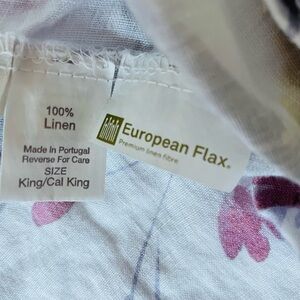 100%
Linen
Made in Portugal
Reverse For Care
SIZE
King/Cal King
European Flax®
Premium linen fibre